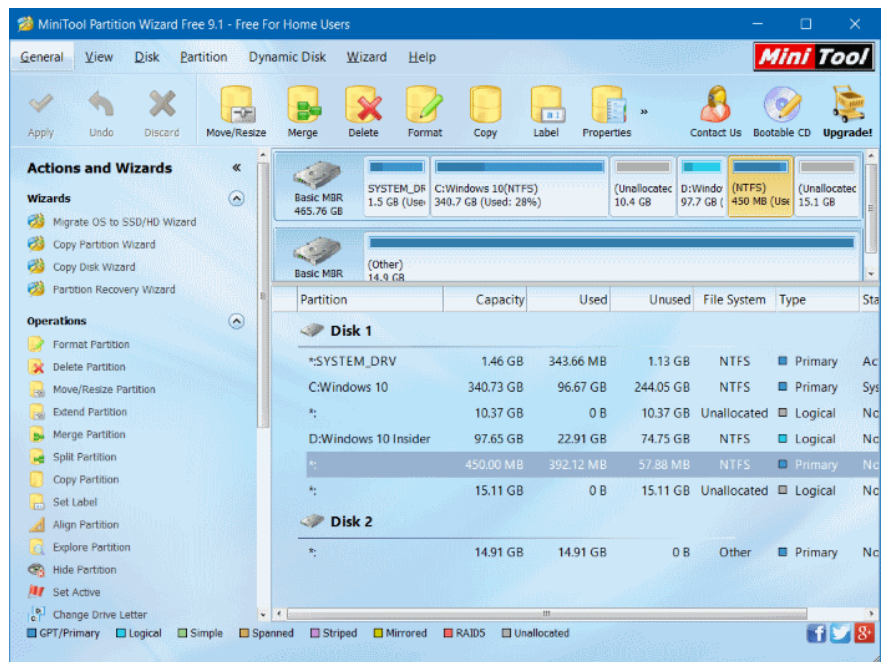 MiniTool Partition Wizard Free 9.1 - Free For Home Users
General View Disk Partition Dynamic Disk Wizard Help
Mini Tool
Apply Undo Discard Move/Resize Merge Delete Format Copy Label Properties » Contact Us Bootable CD Upgrade!
Actions and Wizards «
Wizards
Migrate OS to SSD/HD Wizard
Copy Partition Wizard
Copy Disk Wizard
Partition Recovery Wizard
Operations
Format Partition
Delete Partition
Move/Resize Partition
Extend Partition
Merge Partition
Split Partition
Copy Partition
Set Label
Align Partition
Explore Partition
Hide Partition
Set Active
Change Drive Letter
Basic MBR
465.76 GB
SYSTEM_DR
1.5 GB (Use
C:Windows 10(NTFS)
340.7 GB (Used: 28%)
(Unallocatec
10.4 GB
D:Windo
97.7 GB (
(NTFS)
450 MB (Use
(Unallocatec
15.1 GB
Basic MBR
(Other)
14.9 GB
Partition Capacity Used Unused File System Type Sta
Disk 1
*:SYSTEM_DRV 1.46 GB 343.66 MB 1.13 GB NTFS Primary Ac
C:Windows 10 340.73 GB 96.67 GB 244.05 GB NTFS Primary Sys
*: 10.37 GB 0 B 10.37 GB Unallocated Logical No
D:Windows 10 Insider 97.65 GB 22.91 GB 74.75 GB NTFS Logical No
*: 450.00 MB 392.12 MB 57.88 MB NTFS Primary No
*: 15.11 GB 0 B 15.11 GB Unallocated Logical No
Disk 2
*: 14.91 GB 14.91 GB 0 B Other Primary No
GPT/Primary Logical Simple Spanned Striped Mirrored RAID5 Unallocated